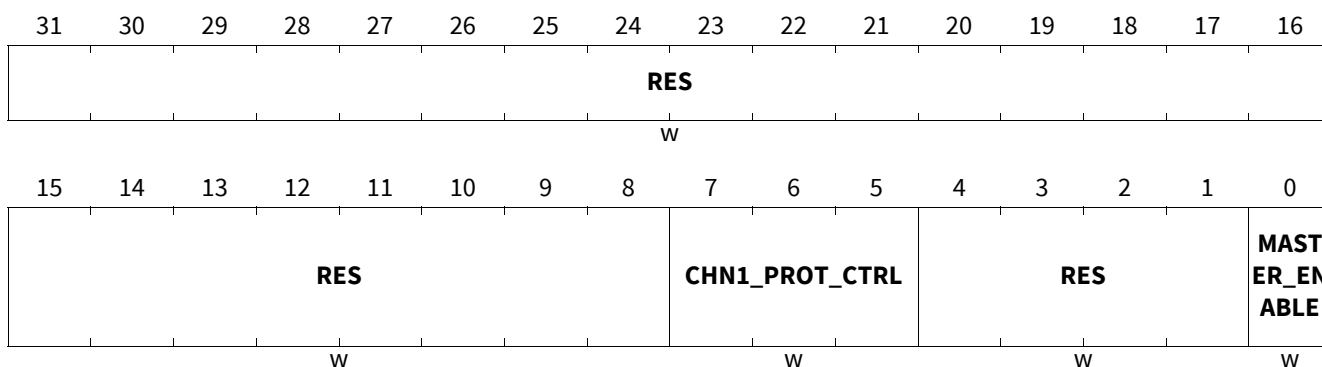 31 30 29 28 27 26 25 24 23 22 21 20 19 18 17 16
RES
w
15 14 13 12 11 10 9 8 7 6 5 4 3 2 1 0
RES CHN1_PROT_CTRL RES MAST
ER_EN
ABLE
w w w w